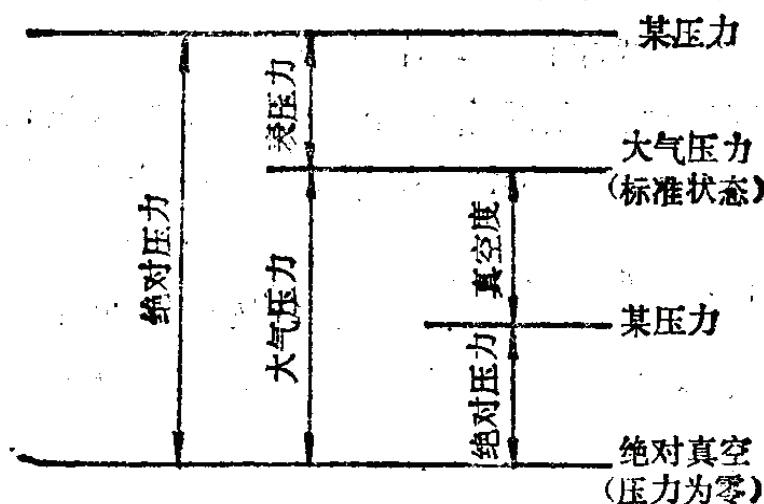 某压力
表压力
大气压力
(标准状态)
绝对压力
大气压力
真空度
某压力
绝对压力
绝对真空
(压力为零)